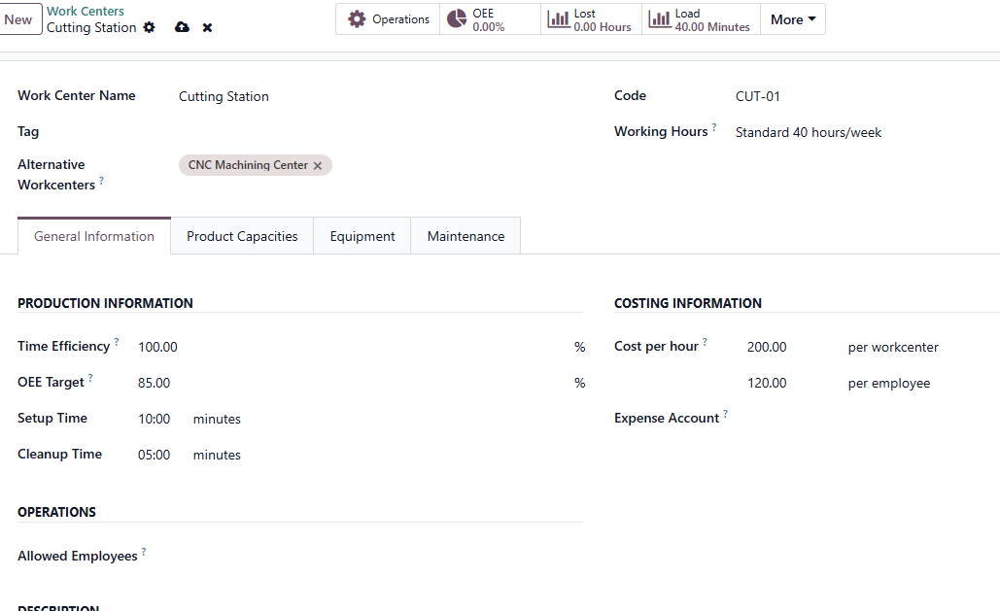 New
Work Centers
Cutting Station
Operations
OEE
0.00%
Lost
0.00 Hours
Load
40.00 Minutes
More
Work Center Name Cutting Station
Code CUT-01
Tag
Working Hours ? Standard 40 hours/week
Alternative
Workcenters ?
CNC Machining Center
General Information Product Capacities Equipment Maintenance
PRODUCTION INFORMATION
Time Efficiency ? 100.00 %
OEE Target ? 85.00 %
Setup Time 10:00 minutes
Cleanup Time 05:00 minutes
COSTING INFORMATION
Cost per hour ? 200.00 per workcenter
120.00 per employee
Expense Account ?
OPERATIONS
Allowed Employees ?
DESCRIPTION